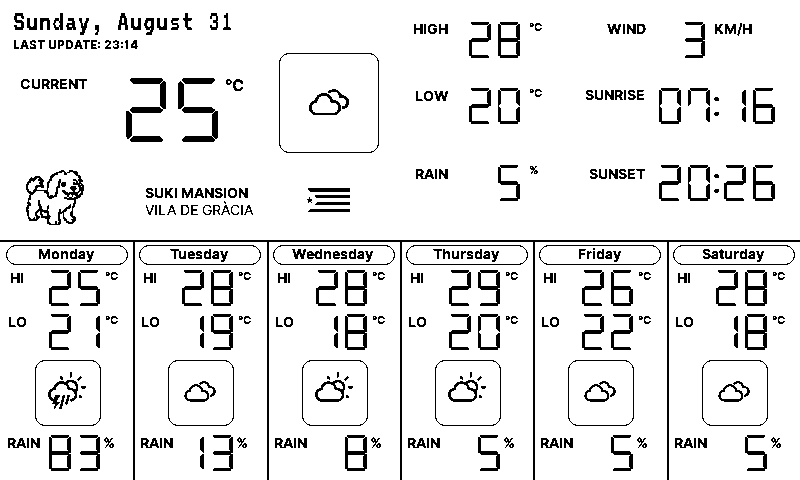 Sunday, August 31
LAST UPDATE: 23:14
CURRENT 25 °C
SUKI MANSION
VILA DE GRÀCIA
HIGH 28 °C
WIND 3 KM/H
LOW 20 °C
SUNRISE 07:16
RAIN 5 %
SUNSET 20:26
Monday
HI 25 °C
LO 21 °C
RAIN 83 %
Tuesday
HI 28 °C
LO 19 °C
RAIN 13 %
Wednesday
HI 28 °C
LO 18 °C
RAIN 8 %
Thursday
HI 29 °C
LO 20 °C
RAIN 5 %
Friday
HI 26 °C
LO 22 °C
RAIN 5 %
Saturday
HI 28 °C
LO 18 °C
RAIN 5 %